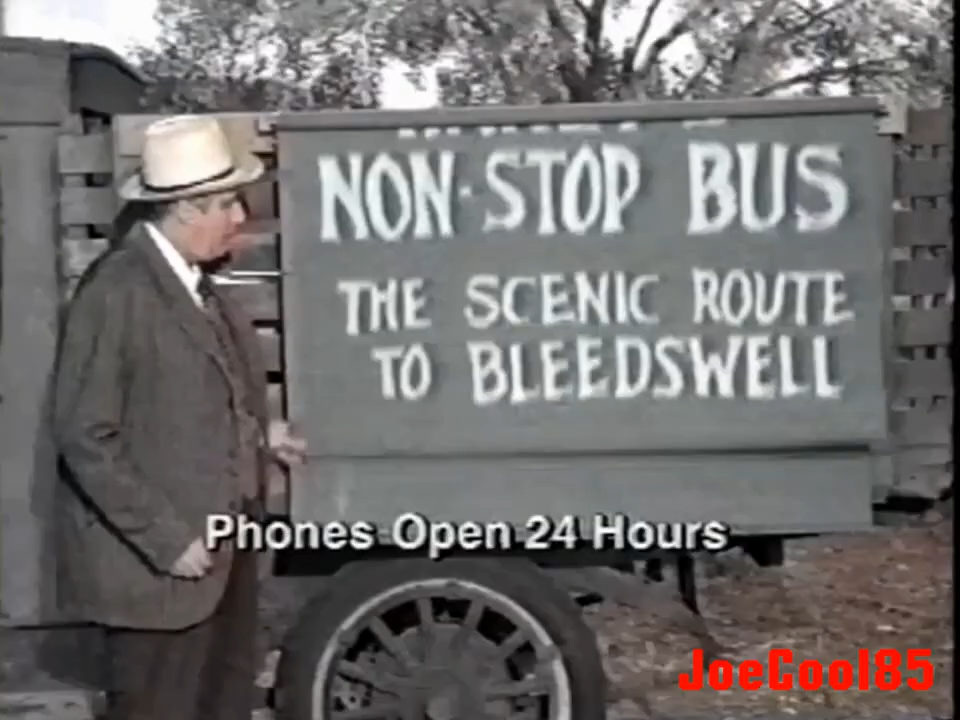 NON-STOP BUS
THE SCENIC ROUTE
TO BLEEDSWELL
Phones Open 24 Hours
JoeCool85